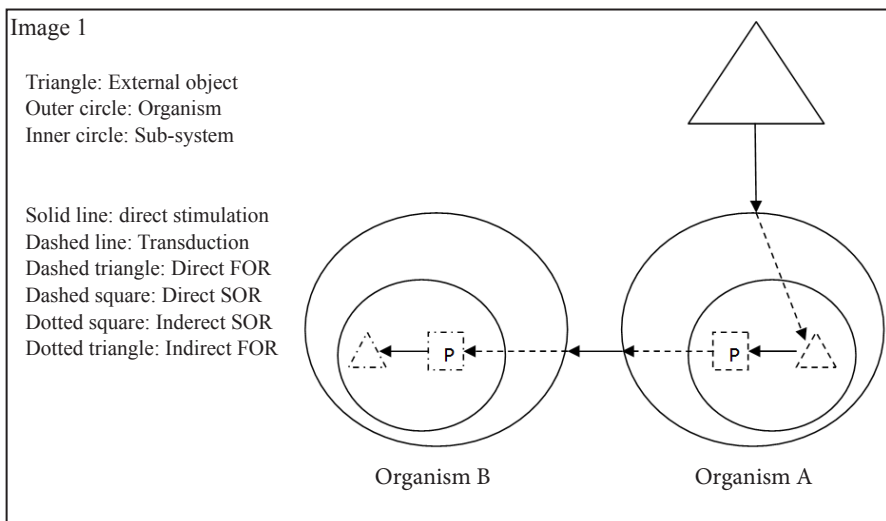 Image 1
Triangle: External object
Outer circle: Organism
Inner circle: Sub-system
Solid line: direct stimulation
Dashed line: Transduction
Dashed triangle: Direct FOR
Dashed square: Direct SOR
Dotted square: Inderect SOR
Dotted triangle: Indirect FOR
P
P
Organism B
Organism A